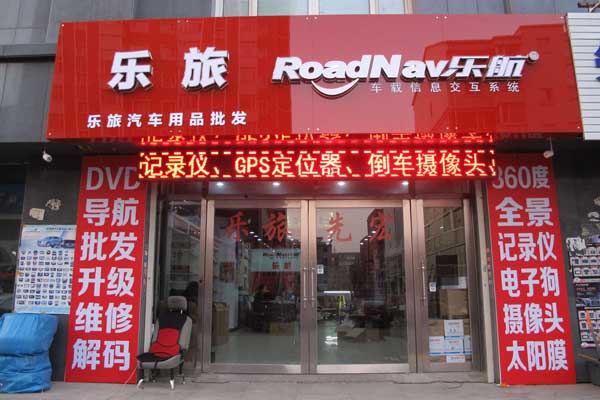 乐旅
RoadNav乐航®
车载信息交互系统
乐旅汽车用品批发
记录仪、GPS定位器、倒车摄像头、
DVD
导航
批发
升级
维修
解码
乐旅先宏
乐旅
360度
全景
记录仪
电子狗
摄像头
太阳膜